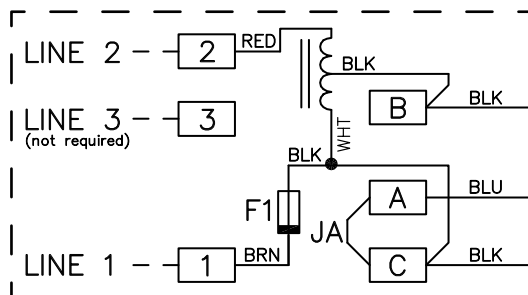 LINE 2
2
RED
BLK
B
BLK
LINE 3
(not required)
3
WHT
BLK
F1
A
BLU
JA
LINE 1
1
BRN
C
BLK